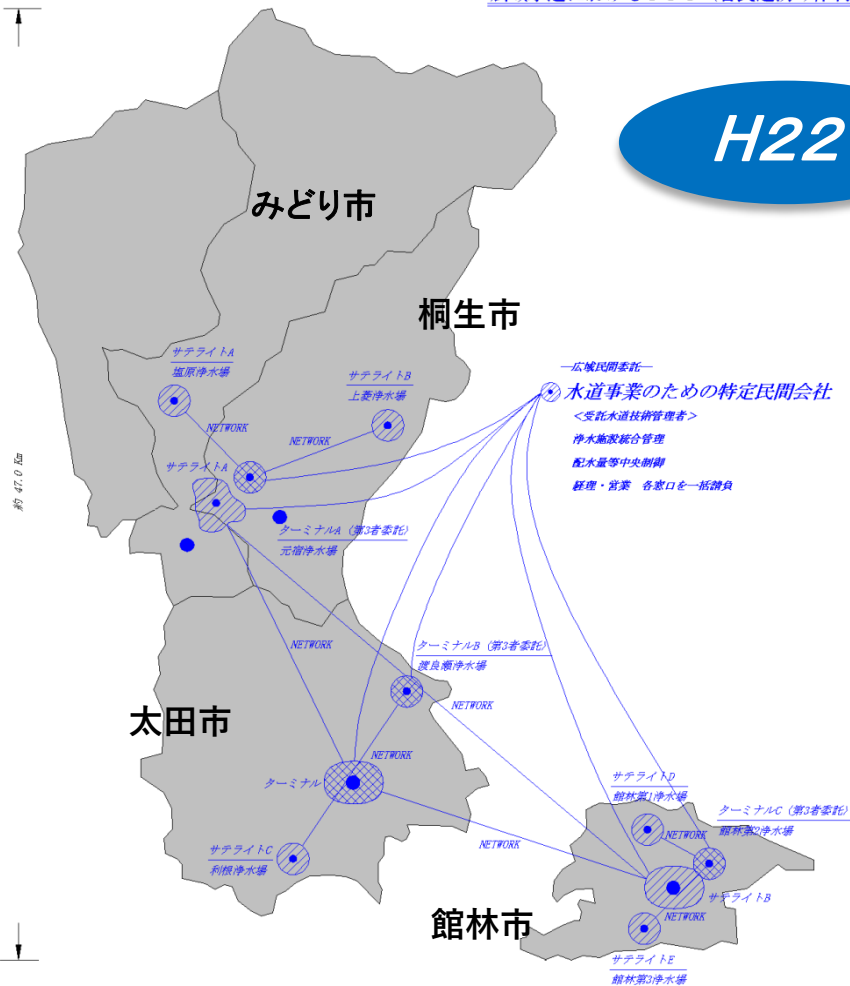 H22
みどり市
桐生市
サテライトA
塩原浄水場
サテライトB
上菱浄水場
NETWORK
NETWORK
サテライトA
ターミナルA（第3者委託）
元宿浄水場
―広域民間委託―
水道事業のための特定民間会社
＜受託水道技術管理者＞
浄水施設統合管理
配水量等中央制御
経理・営業　各窓口を一括請負
約 47.0 Km
NETWORK
ターミナルB（第3者委託）
渡良瀬浄水場
NETWORK
太田市
NETWORK
ターミナル
サテライトC
利根浄水場
NETWORK
サテライトD
館林第1浄水場
ターミナルC（第3者委託）
館林第2浄水場
NETWORK
サテライトB
NETWORK
館林市
サテライトE
館林第3浄水場